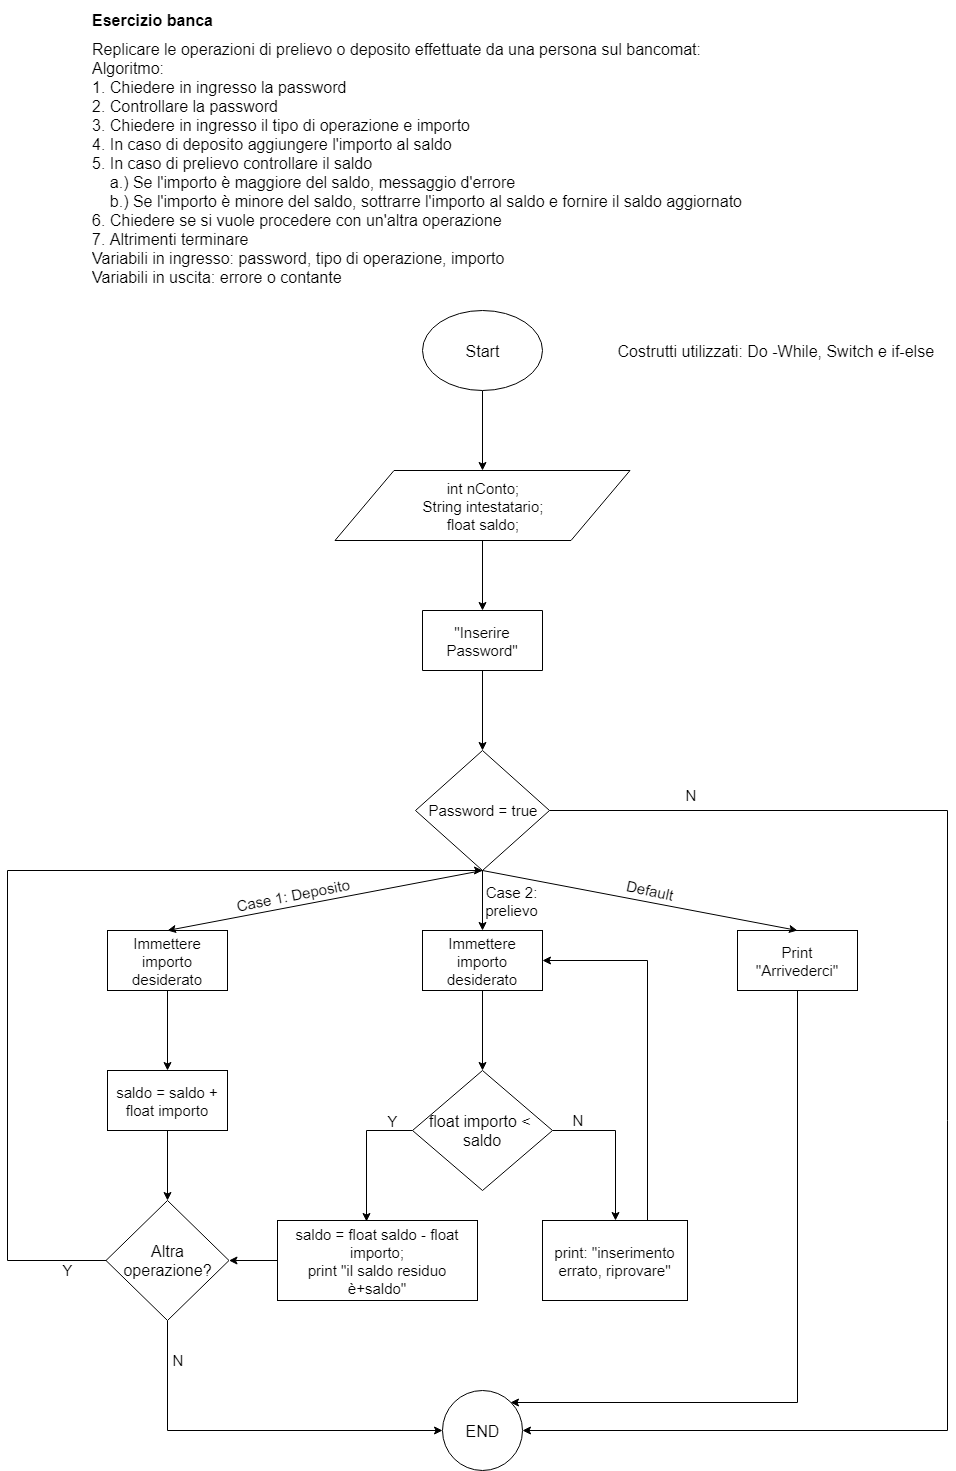 Esercizio banca
Replicare le operazioni di prelievo o deposito effettuate da una persona sul bancomat:
Algoritmo:
1. Chiedere in ingresso la password
2. Controllare la password
3. Chiedere in ingresso il tipo di operazione e importo
4. In caso di deposito aggiungere l'importo al saldo
5. In caso di prelievo controllare il saldo
a.) Se l'importo è maggiore del saldo, messaggio d'errore
b.) Se l'importo è minore del saldo, sottrarre l'importo al saldo e fornire il saldo aggiornato
6. Chiedere se si vuole procedere con un'altra operazione
7. Altrimenti terminare
Variabili in ingresso: password, tipo di operazione, importo
Variabili in uscita: errore o contante
Start
Costrutti utilizzati: Do -While, Switch e if-else
int nConto;
String intestatario;
float saldo;
"Inserire
Password"
Password = true
N
Case 1: Deposito
Case 2:
prelievo
Default
Immettere
importo
desiderato
Immettere
importo
desiderato
Print
"Arrivederci"
saldo = saldo +
float importo
float importo <
saldo
Y
N
Altra
operazione?
Y
saldo = float saldo - float
importo;
print "il saldo residuo
è+saldo"
print: "inserimento
errato, riprovare"
N
END